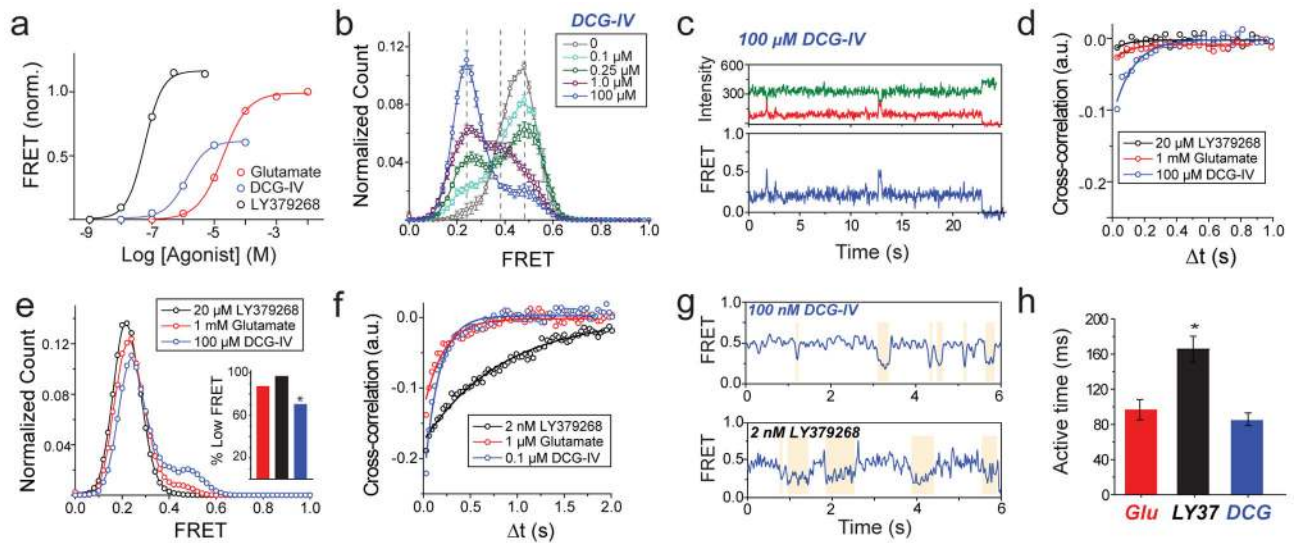 a
FRET (norm.)
1.0
0.5
-9
-7
-5
-3
Log [Agonist] (M)
Glutamate
DCG-IV
LY379268
b
DCG-IV
Normalized Count
0.12
0.08
0.04
0
0.1 µM
0.25 µM
1.0 µM
100 µM
0.0 0.2 0.4 0.6 0.8 1.0
FRET
c
100 µM DCG-IV
Intensity
600
300
0
FRET
1.0
0.5
0.0
0 5 10 15 20
Time (s)
d
Cross-correlation (a.u.)
0.0
-0.1
-0.2
20 µM LY379268
1 mM Glutamate
100 µM DCG-IV
0.0 0.2 0.4 0.6 0.8 1.0
Δt (s)
e
Normalized Count
0.12
0.08
0.04
20 µM LY379268
1 mM Glutamate
100 µM DCG-IV
% Low FRET
100
60
20
*
0.0 0.2 0.4 0.6 0.8 1.0
FRET
f
Cross-correlation (a.u.)
0.0
-0.1
-0.2
2 nM LY379268
1 µM Glutamate
0.1 µM DCG-IV
0.0 0.5 1.0 1.5 2.0
Δt (s)
g
100 nM DCG-IV
FRET
1.0
0.5
0.0
0 2 4 6
2 nM LY379268
FRET
1.0
0.5
0.0
0 2 4 6
Time (s)
h
Active time (ms)
200
160
120
80
40
0
*
Glu LY37 DCG